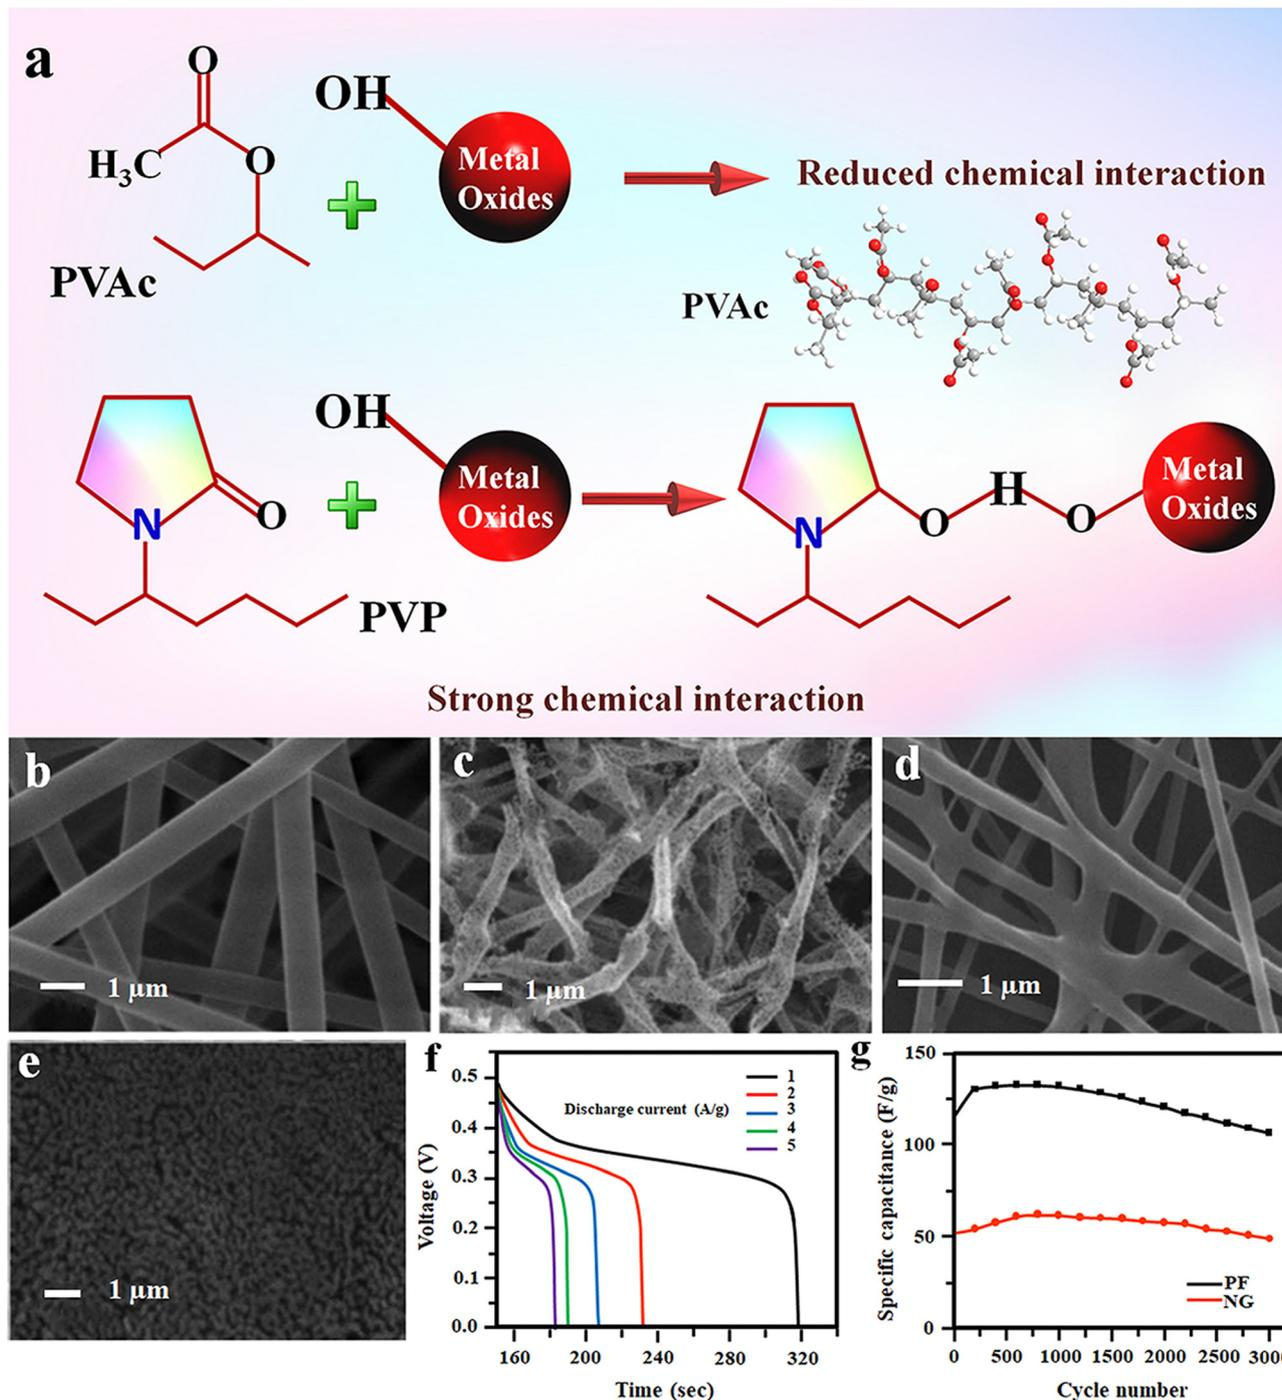 a
O
OH
H₃C
O
Metal
Oxides
Reduced chemical interaction
PVAc
PVAc
OH
Metal
Oxides
O
N
PVP
H
O
O
N
Metal
Oxides
Strong chemical interaction
b
1 µm
c
1 µm
d
1 µm
e
1 µm
f
Voltage (V)
0.5
0.4
0.3
0.2
0.1
0.0
Discharge current (A/g)
1
2
3
4
5
160 200 240 280 320
Time (sec)
g
Specific capacitance (F/g)
150
100
50
0
PF
NG
0 500 1000 1500 2000 2500
Cycle number